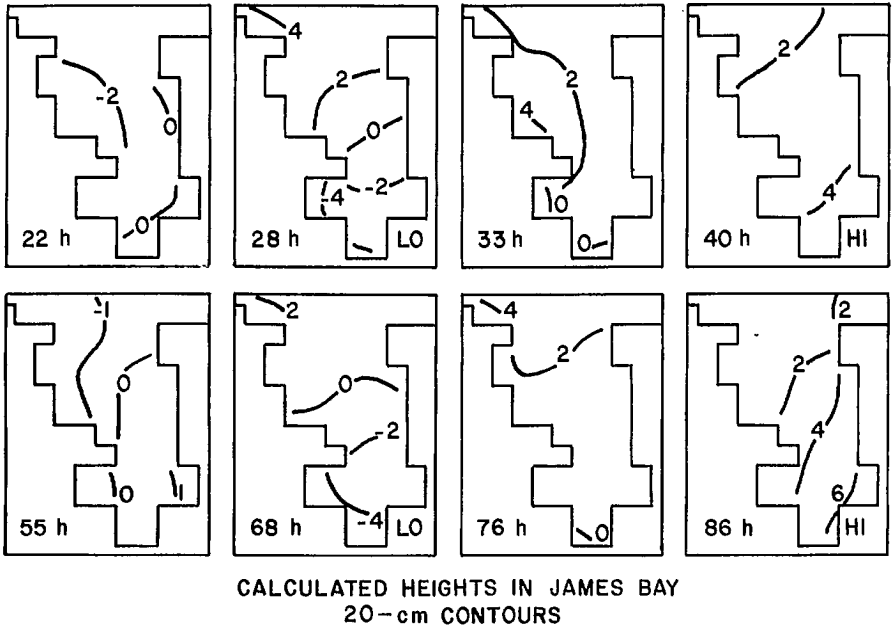 -2
0
0
22 h
4
2
0
-2
-4
28 h LO
2
4
0
0
33 h
2
4
40 h HI
-1
0
0 1
55 h
2
0
-2
-4
68 h LO
4
2
0
76 h
2
2
4
6
86 h HI
CALCULATED HEIGHTS IN JAMES BAY
20-cm CONTOURS